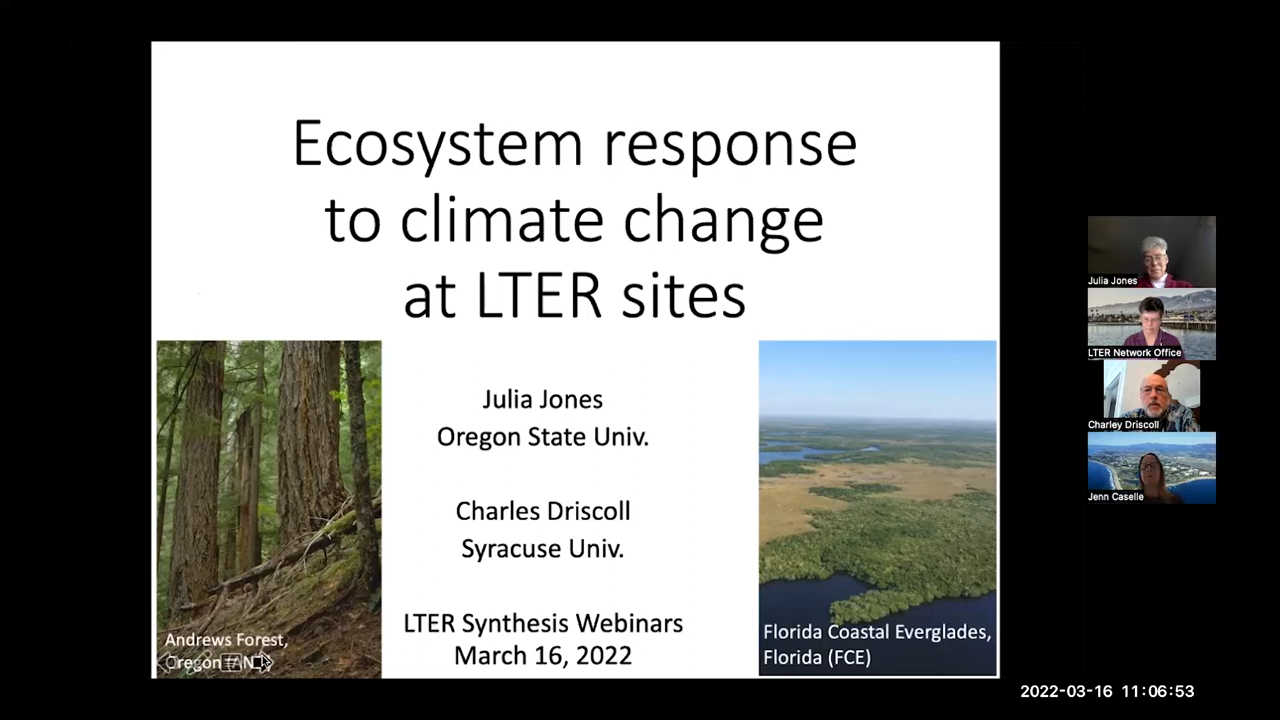 Ecosystem response
to climate change
at LTER sites
Julia Jones
Oregon State Univ.
Charles Driscoll
Syracuse Univ.
LTER Synthesis Webinars
March 16, 2022
Andrews Forest,
Oregon
Florida Coastal Everglades,
Florida (FCE)
Julia Jones
LTER Network Office
Charley Driscoll
Jenn Caselle
2022-03-16 11:06:53